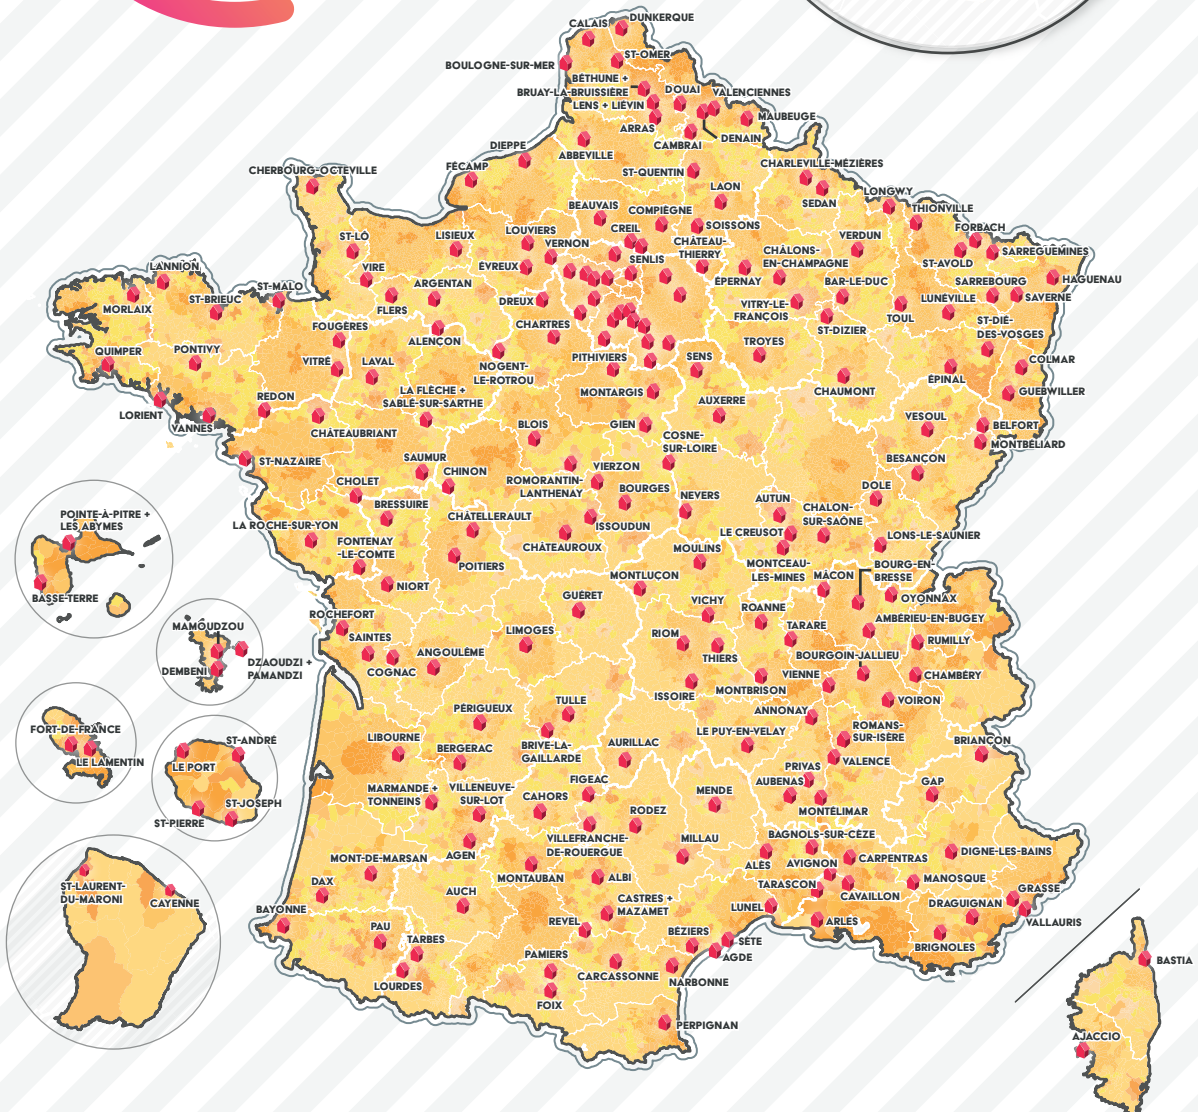 DUNKERQUE
CALAIS
ST-OMER
BOULOGNE-SUR-MER
BÉTHUNE +
BRUAY-LA-BRUISSIÈRE
DOUAI
VALENCIENNES
LENS + LIÉVIN
MAUBEUGE
ARRAS
DENAIN
CAMBRAI
DIEPPE
ABBEVILLE
FÉCAMP
CHERBOURG-OCTEVILLE
ST-QUENTIN
CHARLEVILLE-MÉZIÈRES
LAON
SEDAN
LONGWY
THIONVILLE
BEAUVAIS
COMPIÈGNE
SOISSONS
CREIL
FORBACH
SARREGUEMINES
ST-LÔ
LISIEUX
LOUVIERS
VERNON
SENLIS
CHÂTEAU-
THIERRY
CHÂLONS-
EN-CHAMPAGNE
VERDUN
ST-AVOLD
VIRE
ÉVREUX
ÉPERNAY
BAR-LE-DUC
SARREBOURG
HAGUENAU
LANNION
ST-MALO
ARGENTAN
DREUX
VITRY-LE-
FRANÇOIS
LUNÉVILLE
SAVERNE
MORLAIX
ST-BRIEUC
FLERS
TOUL
ST-DIÉ-
DES-VOSGES
FOUGÈRES
CHARTRES
ST-DIZIER
ALENÇON
TROYES
QUIMPER
PONTIVY
VITRÉ
LAVAL
NOGENT-
LE-ROTROU
PITHIVIERS
SENS
COLMAR
ÉPINAL
LA FLÈCHE +
SABLÉ-SUR-SARTHE
MONTARGIS
CHAUMONT
GUEBWILLER
REDON
AUXERRE
LORIENT
VANNES
CHÂTEAUBRIANT
BLOIS
GIEN
VESOUL
BELFORT
MONTBÉLIARD
COSNE-
SUR-LOIRE
ST-NAZAIRE
SAUMUR
CHINON
VIERZON
BESANÇON
CHOLET
ROMORANTIN-
LANTHENAY
BOURGES
NEVERS
DOLE
BRESSUIRE
AUTUN
CHALON-
SUR-SAÔNE
POINTE-À-PITRE +
LES ABYMES
LA ROCHE-SUR-YON
CHÂTELLERAULT
ISSOUDUN
LE CREUSOT
LONS-LE-SAUNIER
FONTENAY
-LE-COMTE
CHÂTEAUROUX
MOULINS
POITIERS
MONTCEAU-
LES-MINES
BOURG-EN-
BRESSE
MÂCON
NIORT
MONTLUÇON
BASSE-TERRE
GUÉRET
VICHY
ROANNE
OYONNAX
ROCHEFORT
AMBÉRIEU-EN-BUGEY
MAMOUDZOU
SAINTES
LIMOGES
RIOM
TARARE
RUMILLY
ANGOULÊME
THIERS
BOURGOIN-JALLIEU
DZAOUDZI +
PAMANDZI
DEMBENI
COGNAC
VIENNE
CHAMBÉRY
ISSOIRE
MONTBRISON
VOIRON
TULLE
PÉRIGUEUX
ANNONAY
FORT-DE-FRANCE
LE LAMENTIN
ST-ANDRÉ
LE PORT
LIBOURNE
BERGERAC
BRIVE-LA-
GAILLARDE
AURILLAC
LE PUY-EN-VELAY
ROMANS-
SUR-ISÈRE
BRIANÇON
VALENCE
PRIVAS
FIGEAC
AUBENAS
GAP
MARMANDE +
TONNEINS
VILLENEUVE-
SUR-LOT
CAHORS
MENDE
ST-JOSEPH
ST-PIERRE
RODEZ
MONTÉLIMAR
BAGNOLS-SUR-CÈZE
VILLEFRANCHE-
DE-ROUERGUE
MILLAU
MONT-DE-MARSAN
AGEN
ALÈS
AVIGNON
CARPENTRAS
DIGNE-LES-BAINS
DAX
MONTAUBAN
ALBI
TARASCON
MANOSQUE
ST-LAURENT-
DU-MARONI
CAYENNE
AUCH
CASTRES +
MAZAMET
LUNEL
CAVAILLON
GRASSE
DRAGUIGNAN
BAYONNE
REVEL
ARLES
VALLAURIS
PAU
TARBES
BÉZIERS
SÈTE
BRIGNOLES
AGDE
PAMIERS
CARCASSONNE
BASTIA
LOURDES
NARBONNE
FOIX
PERPIGNAN
AJACCIO